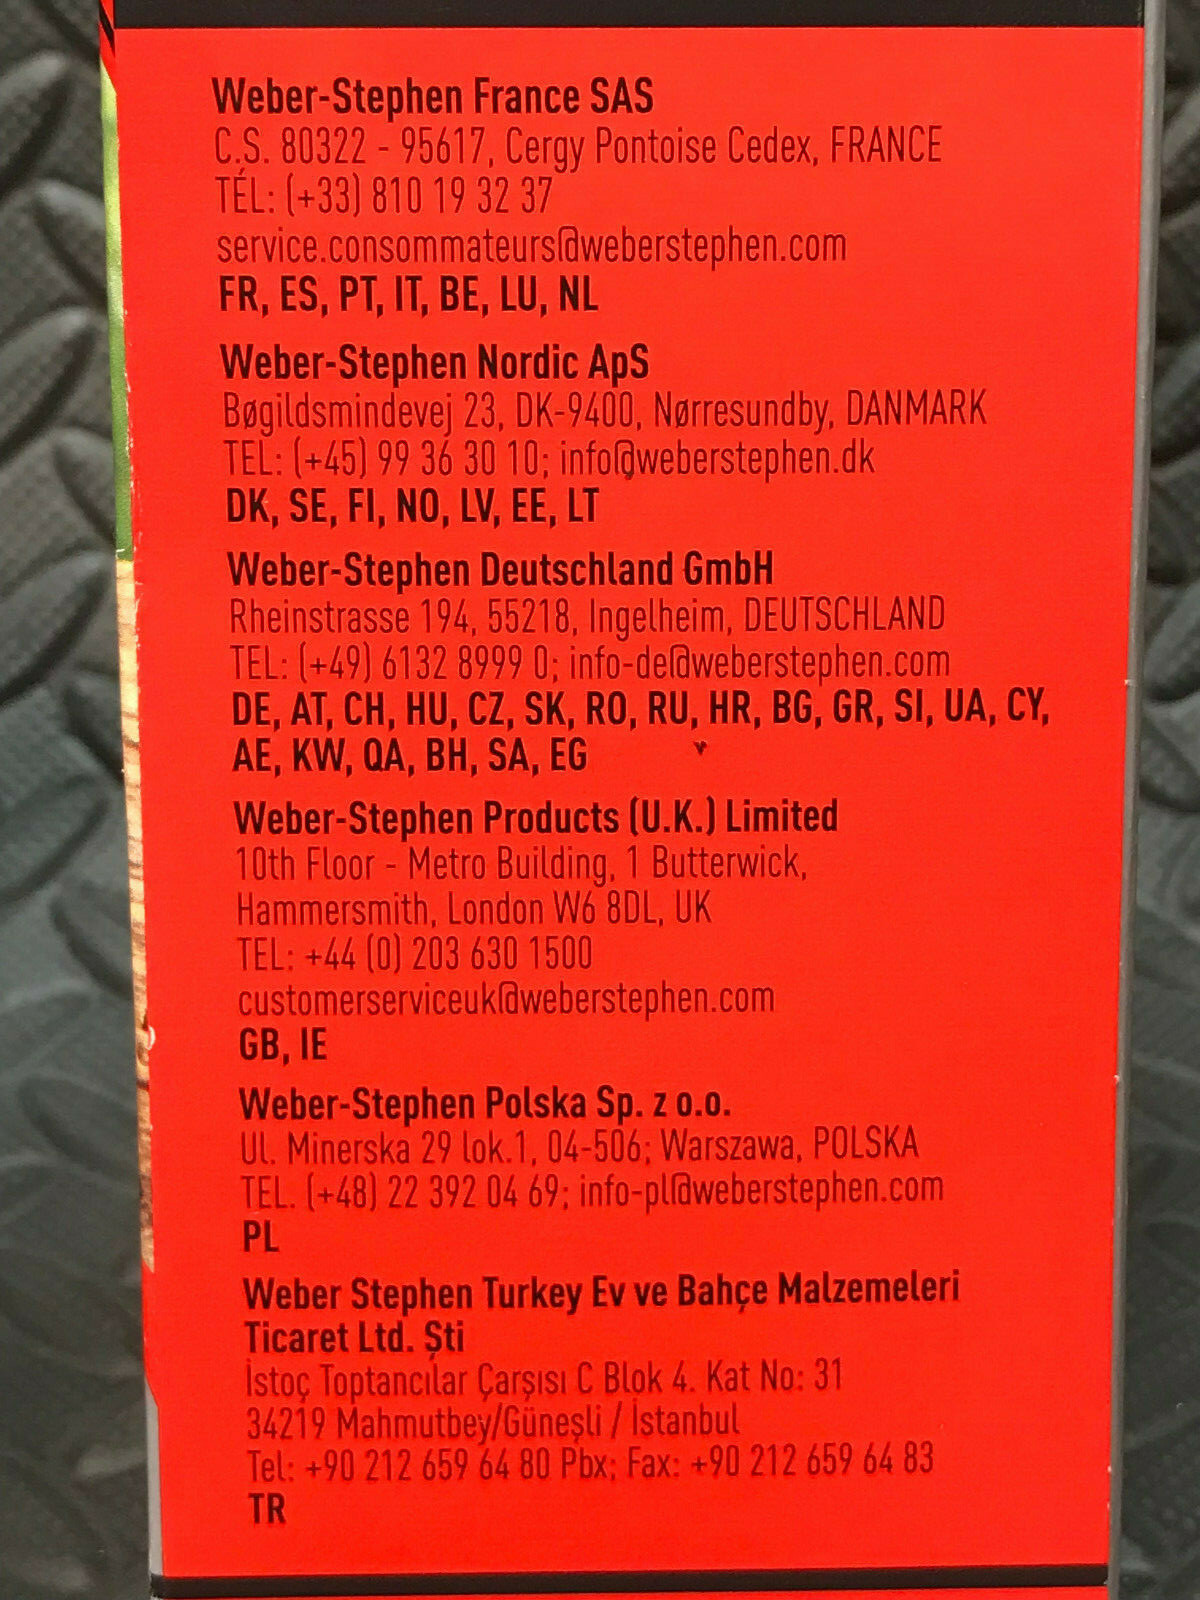 Weber-Stephen France SAS
C.S. 80322 - 95617, Cergy Pontoise Cedex, FRANCE
TÉL: (+33) 810 19 32 37
service.consommateurs@weberstephen.com
FR, ES, PT, IT, BE, LU, NL
Weber-Stephen Nordic ApS
Bøgildsmindevej 23, DK-9400, Nørresundby, DANMARK
TEL: (+45) 99 36 30 10; info@weberstephen.dk
DK, SE, FI, NO, LV, EE, LT
Weber-Stephen Deutschland GmbH
Rheinstrasse 194, 55218, Ingelheim, DEUTSCHLAND
TEL: (+49) 6132 8999 0; info-de@weberstephen.com
DE, AT, CH, HU, CZ, SK, RO, RU, HR, BG, GR, SI, UA, CY,
AE, KW, QA, BH, SA, EG
Weber-Stephen Products (U.K.) Limited
10th Floor - Metro Building, 1 Butterwick,
Hammersmith, London W6 8DL, UK
TEL: +44 (0) 203 630 1500
customerserviceuk@weberstephen.com
GB, IE
Weber-Stephen Polska Sp. z o.o.
Ul. Minerska 29 lok.1, 04-506; Warszawa, POLSKA
TEL. (+48) 22 392 04 69; info-pl@weberstephen.com
PL
Weber Stephen Turkey Ev ve Bahçe Malzemeleri
Ticaret Ltd. Şti
İstoç Toptancılar Çarşısı C Blok 4. Kat No: 31
34219 Mahmutbey/Güneşli / İstanbul
Tel: +90 212 659 64 80 Pbx; Fax: +90 212 659 64 83
TR